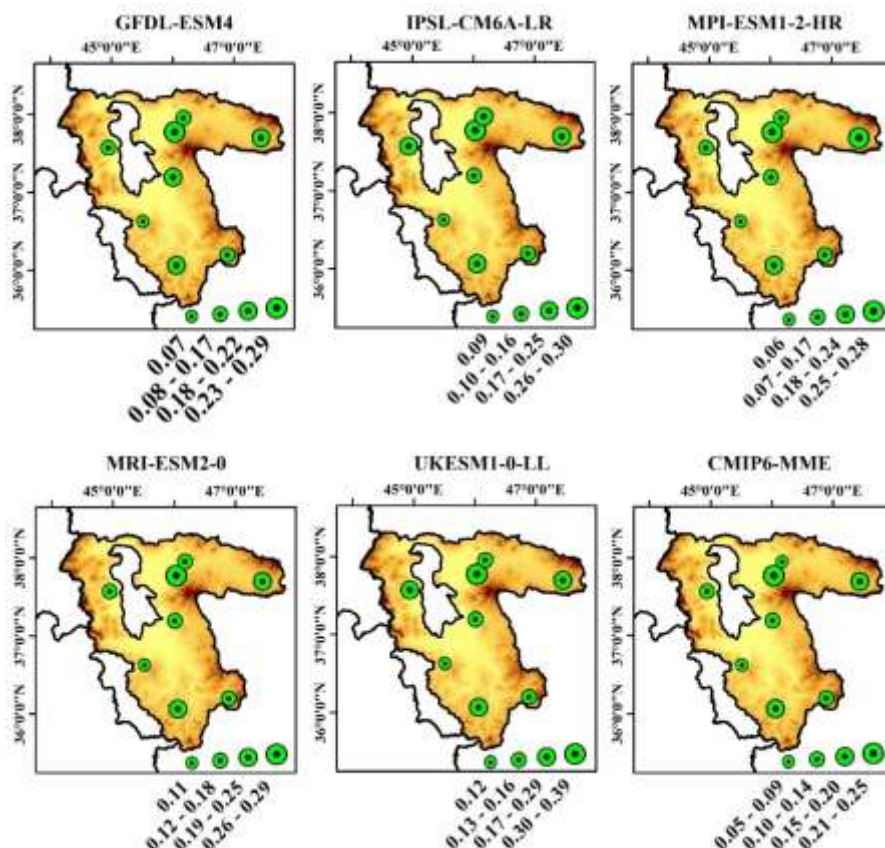 GFDL-ESM4
IPSL-CM6A-LR
MPI-ESM1-2-HR
45°0'0"E 47°0'0"E
45°0'0"E 47°0'0"E
45°0'0"E 47°0'0"E
38°0'0"N
37°0'0"N
36°0'0"N
38°0'0"N
37°0'0"N
36°0'0"N
38°0'0"N
37°0'0"N
36°0'0"N
0.07
0.08 - 0.17
0.18 - 0.22
0.23 - 0.29
0.09
0.10 - 0.16
0.17 - 0.25
0.26 - 0.30
0.06
0.07 - 0.17
0.18 - 0.24
0.25 - 0.28
MRI-ESM2-0
UKESM1-0-LL
CMIP6-MME
45°0'0"E 47°0'0"E
45°0'0"E 47°0'0"E
45°0'0"E 47°0'0"E
38°0'0"N
37°0'0"N
36°0'0"N
38°0'0"N
37°0'0"N
36°0'0"N
38°0'0"N
37°0'0"N
36°0'0"N
0.11
0.12 - 0.18
0.19 - 0.25
0.26 - 0.29
0.12
0.13 - 0.16
0.17 - 0.29
0.30 - 0.39
0.05 - 0.09
0.10 - 0.14
0.15 - 0.20
0.21 - 0.25